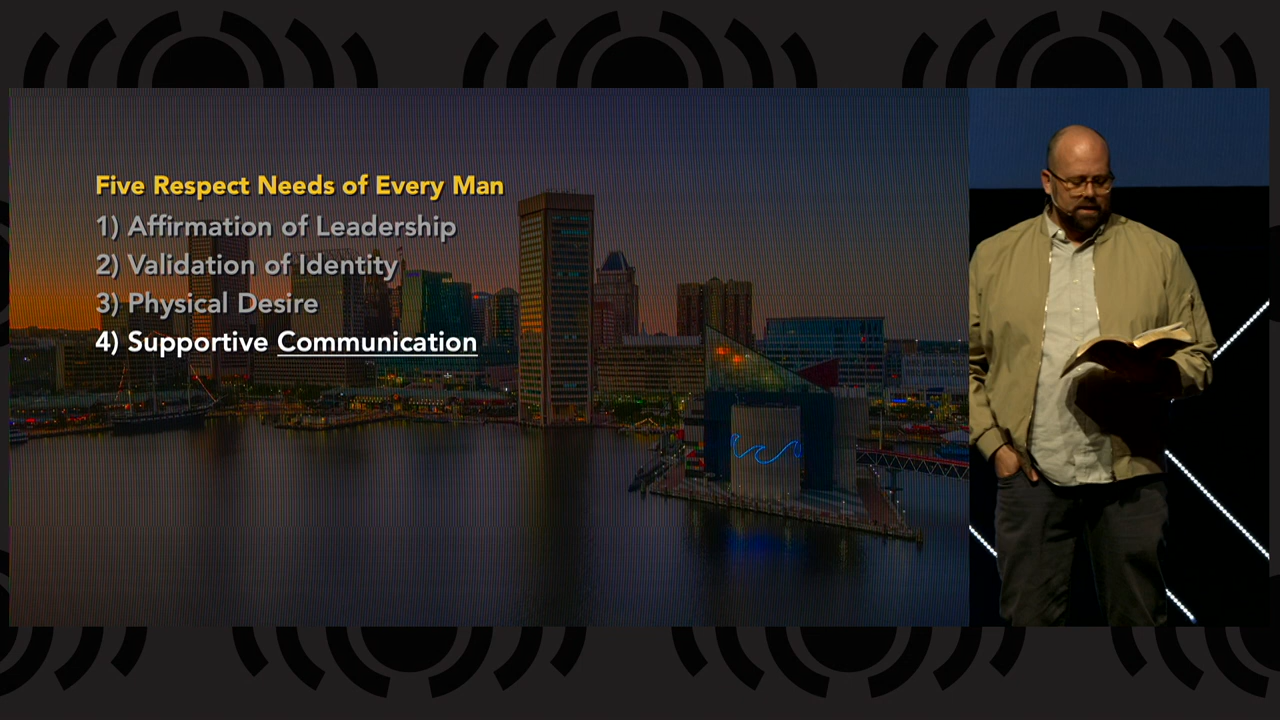 Five Respect Needs of Every Man
1) Affirmation of Leadership
2) Validation of Identity
3) Physical Desire
4) Supportive Communication